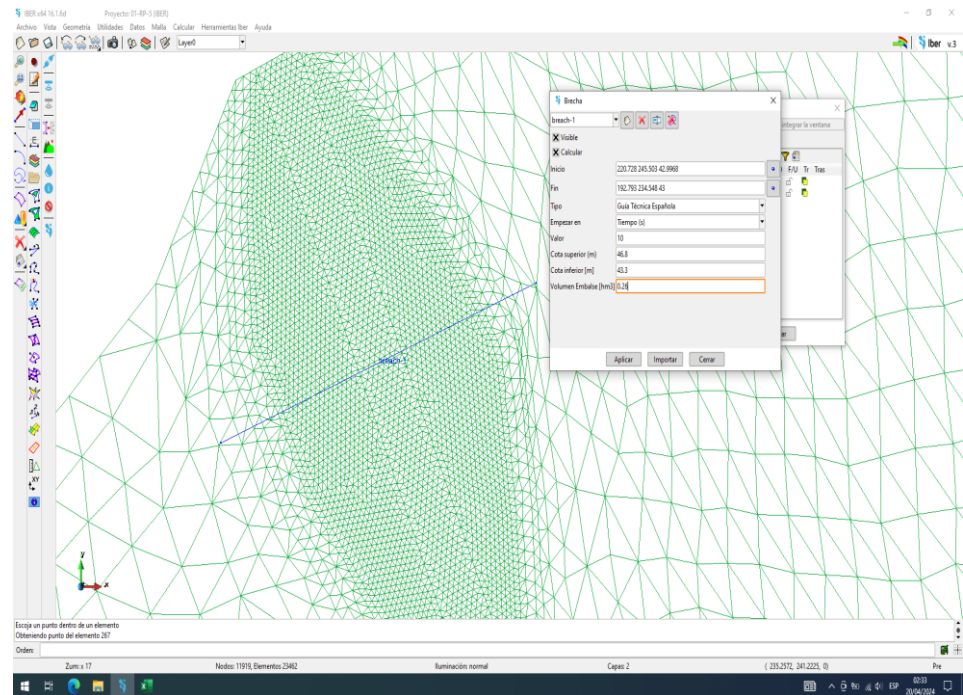 IBER x64 16.1.6d Proyecto: 01-RP-5 (IBER)
Archivo Vista Geometría Utilidades Datos Malla Calcular Herramientas Iber Ayuda
Layer0
Iber v.3
Brecha
breach-1
integrar la ventana
Visible
Calcular
F/U Tr Tras
Inicio 220.728 245.503 42.9968
Fin 192.793 234.548 43
Tipo Guía Técnica Española
Empezar en Tiempo (s)
Valor 10
Cota superior (m) 46.8
Cota inferior [m] 43.3
Volumen Embalse [hm3] 0.26
ar
Aplicar Importar Cerrar
breach-1
y
x
Escoja un punto dentro de un elemento
Obteniendo punto del elemento 267
Orden:
Zum: x 17 Nodos: 11919, Elementos 23462 Iluminación: normal Capes: 2 ( 235.2572, 241.2225, 0) Pre
ESP
02:33
20/04/2024